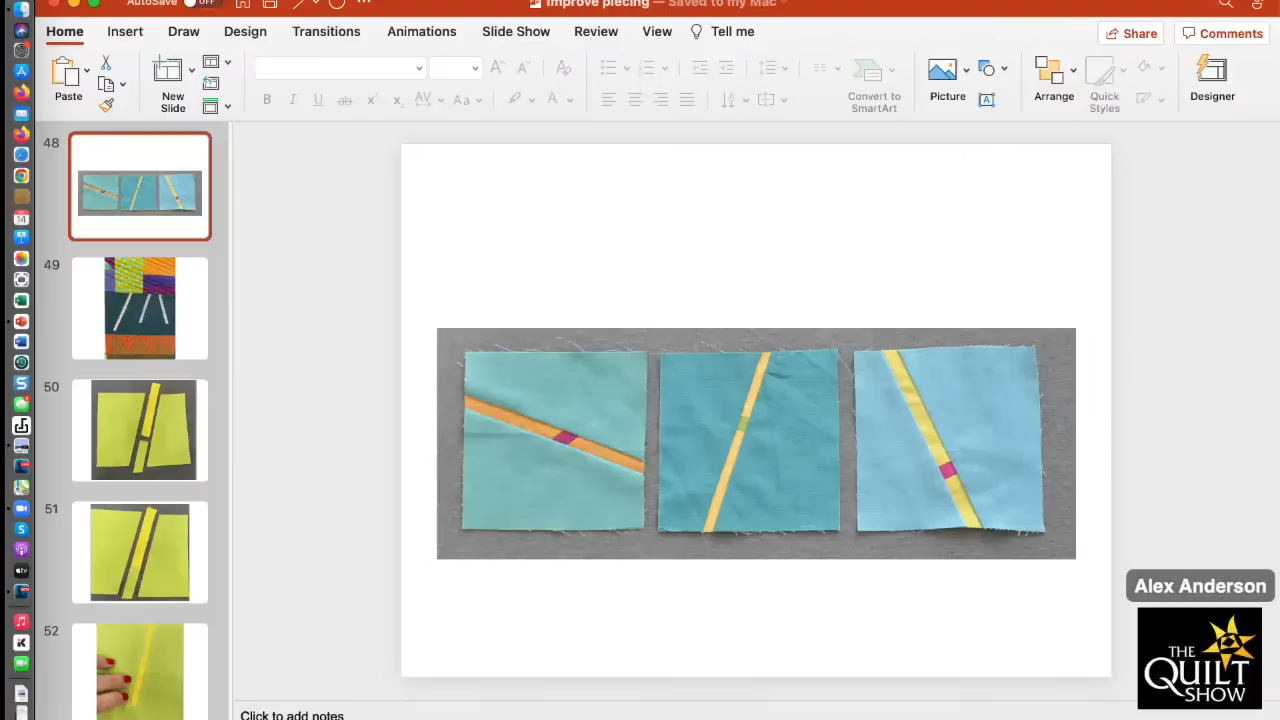 AutoSave OFF
Improve piecing — Saved to my Mac
Home Insert Draw Design Transitions Animations Slide Show Review View Tell me
Share Comments
Paste
New
Slide
Convert to
SmartArt
Picture
Arrange
Quick
Styles
Designer
48
49
50
51
52
14
Alex Anderson
THE
QUILT
SHOW
Click to add notes